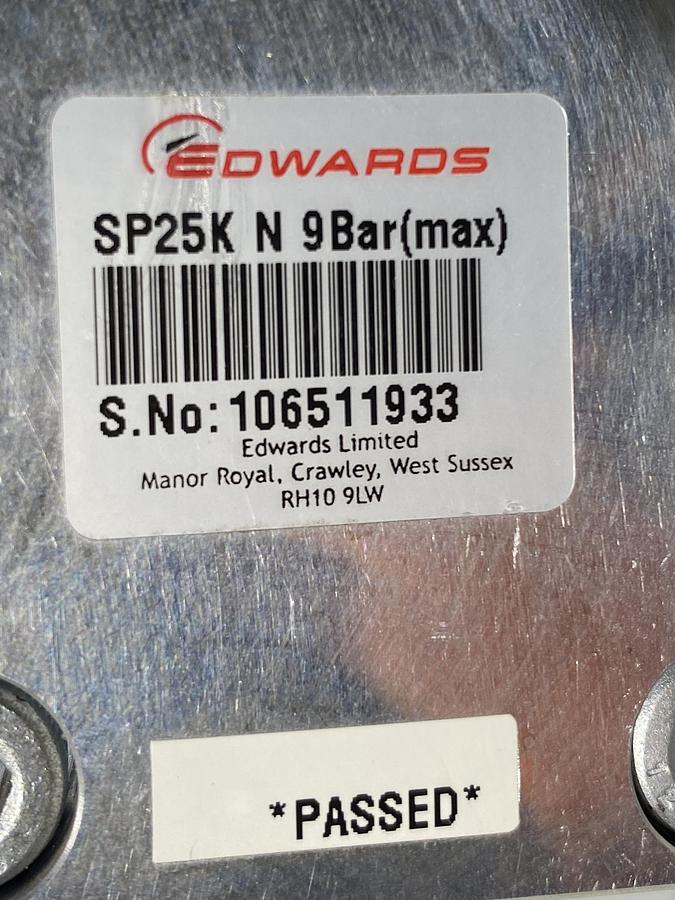 EDWARDS
SP25K N 9Bar(max)
S.No:106511933
Edwards Limited
Manor Royal, Crawley, West Sussex
RH10 9LW
*PASSED*